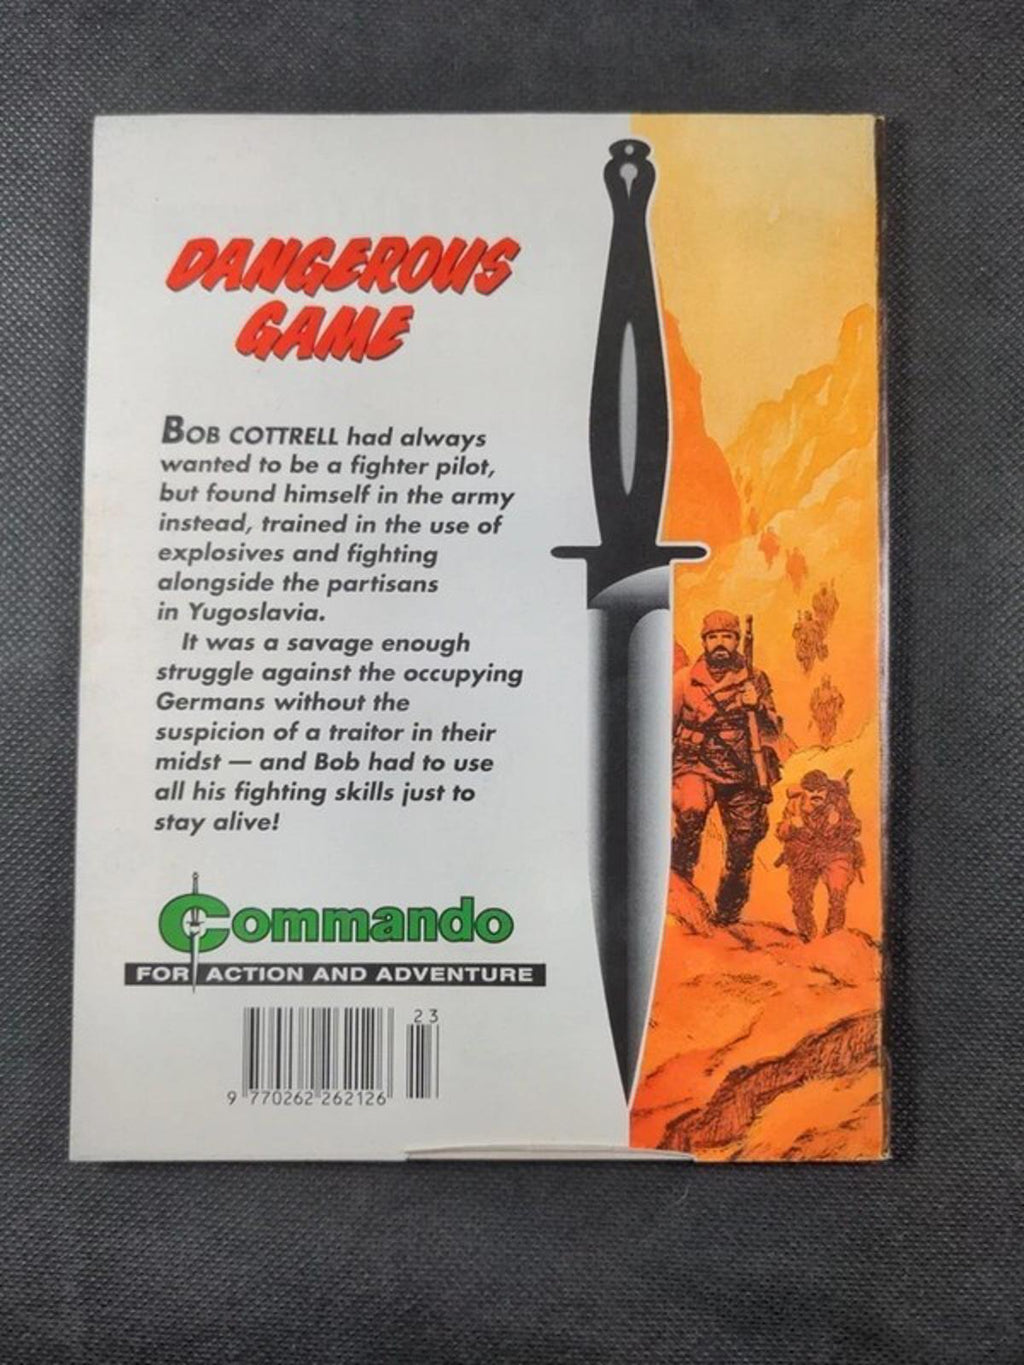 DANGEROUS
GAME
BOB COTTRELL had always
wanted to be a fighter pilot,
but found himself in the army
instead, trained in the use of
explosives and fighting
alongside the partisans
in Yugoslavia.
It was a savage enough
struggle against the occupying
Germans without the
suspicion of a traitor in their
midst — and Bob had to use
all his fighting skills just to
stay alive!
Commando
FOR ACTION AND ADVENTURE
23
9 770262 262126